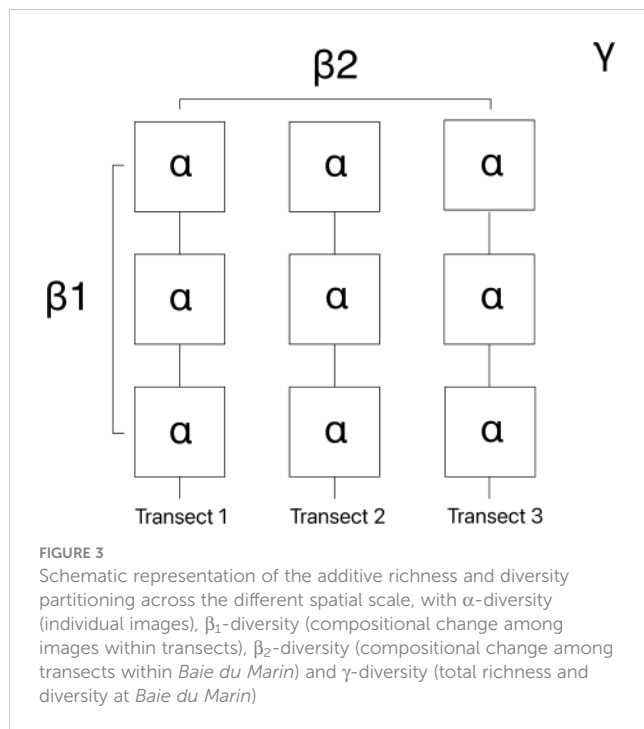 β2
γ
α α α
β1
α α α
α α α
Transect 1 Transect 2 Transect 3
FIGURE 3
Schematic representation of the additive richness and diversity
partitioning across the different spatial scale, with α-diversity
(individual images), β₁-diversity (compositional change among
images within transects), β₂-diversity (compositional change among
transects within Baie du Marin) and γ-diversity (total richness and
diversity at Baie du Marin)